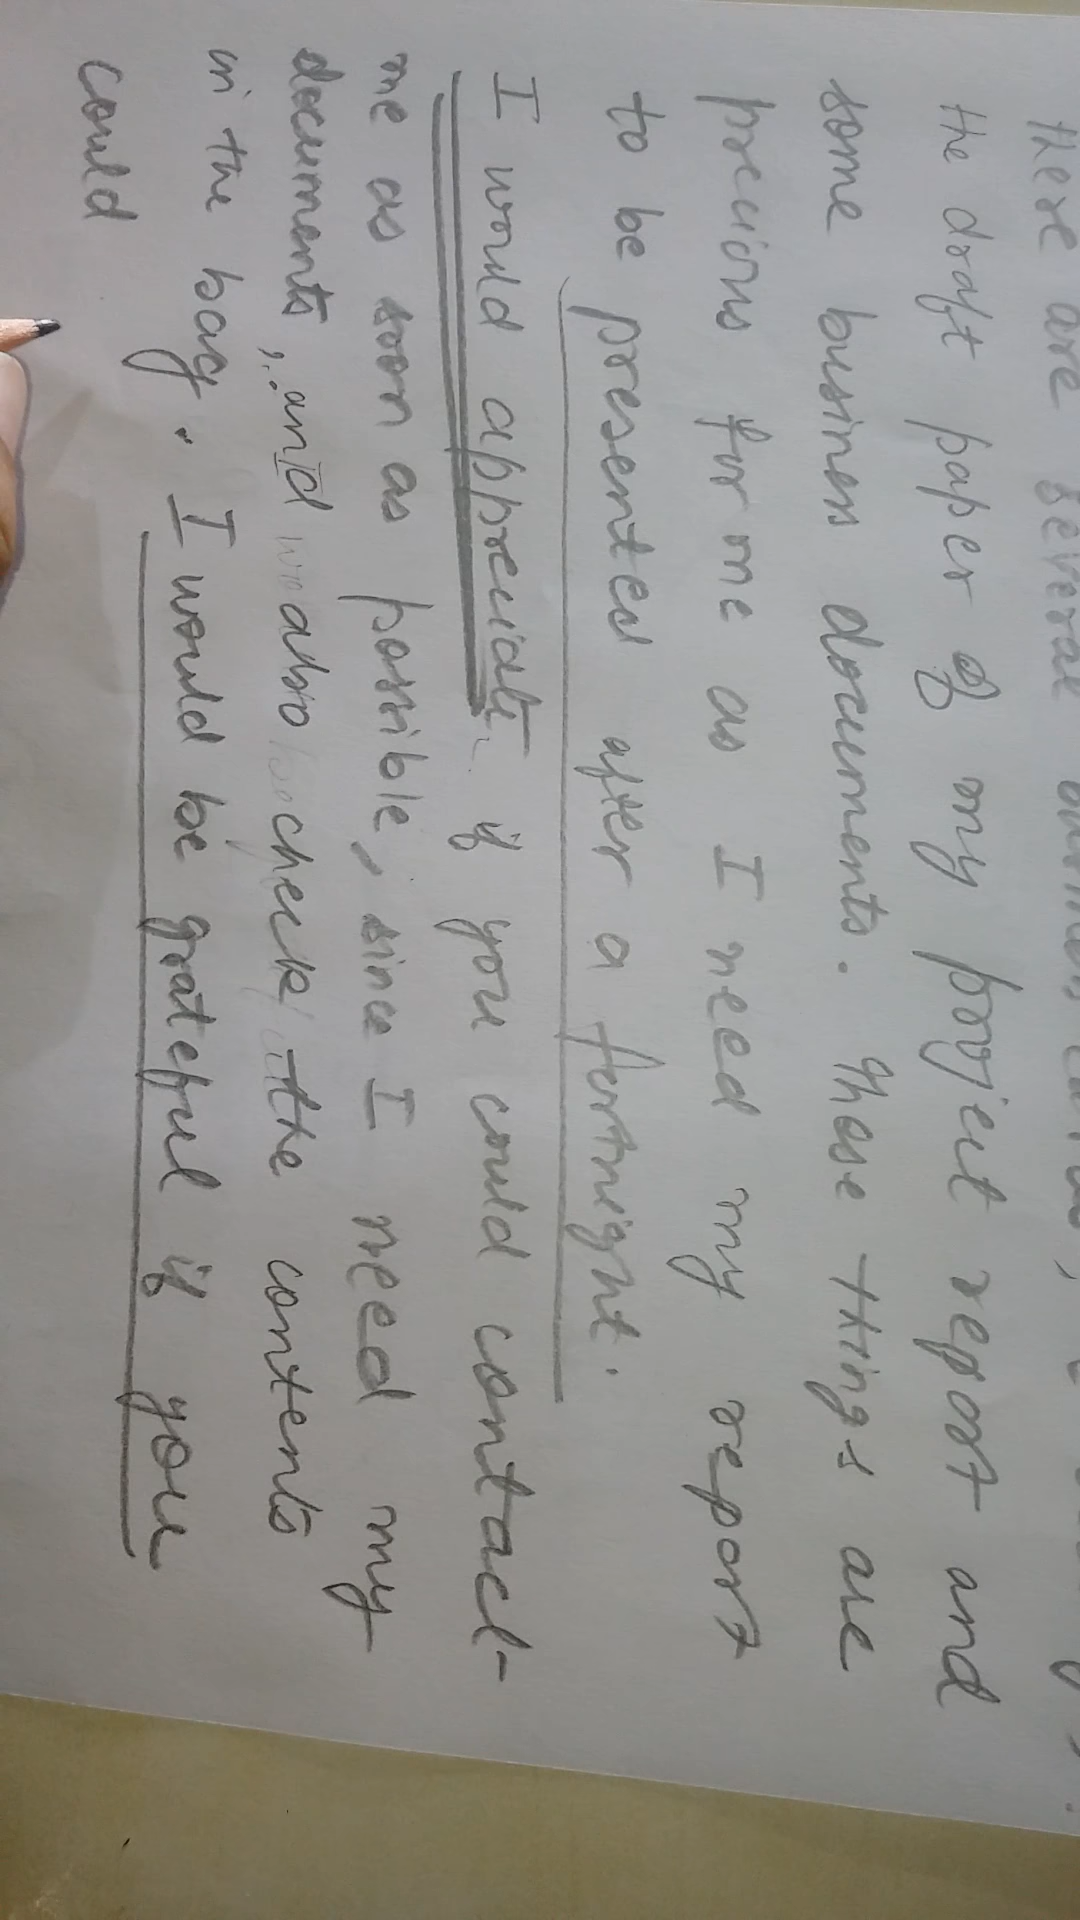 there are several
the draft paper of my project report and
some business documents. Those things are
precious for me as I need my report
to be presented after a fortnight.
I would appreciate if you could contact
me as soon as possible, since I need my
documents, and also check the contents
in the bag. I would be grateful if you
could